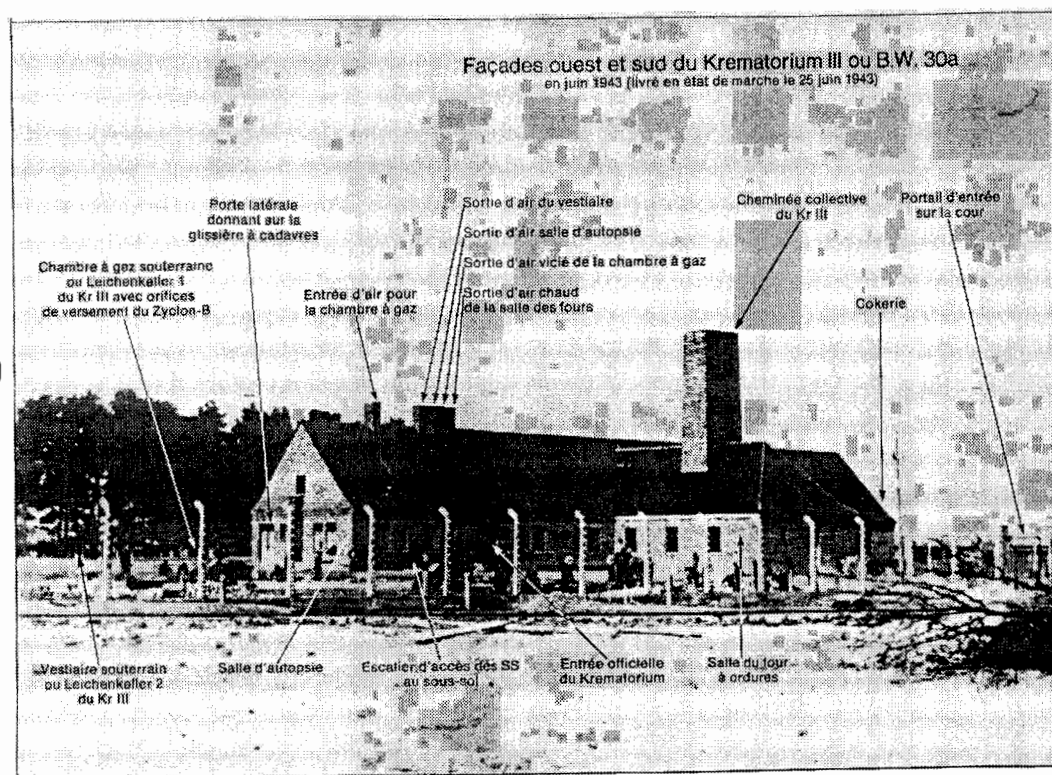 Façades ouest et sud du Krematorium III ou B.W. 30a
en juin 1943 (livré en état de marche le 25 juin 1943)
Porte latérale
donnant sur la
glissière à cadavres
Sortie d'air du vestiaire
Sortie d'air salle d'autopsie
Sortie d'air vicié de la chambre à gaz
Sortie d'air chaud
de la salle des fours
Cheminée collective
du Kr III
Portail d'entrée
sur la cour
Chambre à gaz souterraine
ou Leichenkeller 1
du Kr III avec orifices
de versement du Zyclon-B
Entrée d'air pour
la chambre à gaz
Cokerie
Vestiaire souterrain
ou Leichenkeller 2
du Kr III
Salle d'autopsie
Escalier d'accès des SS
au sous-sol
Entrée officielle
du Krematorium
Salle du four
à ordures